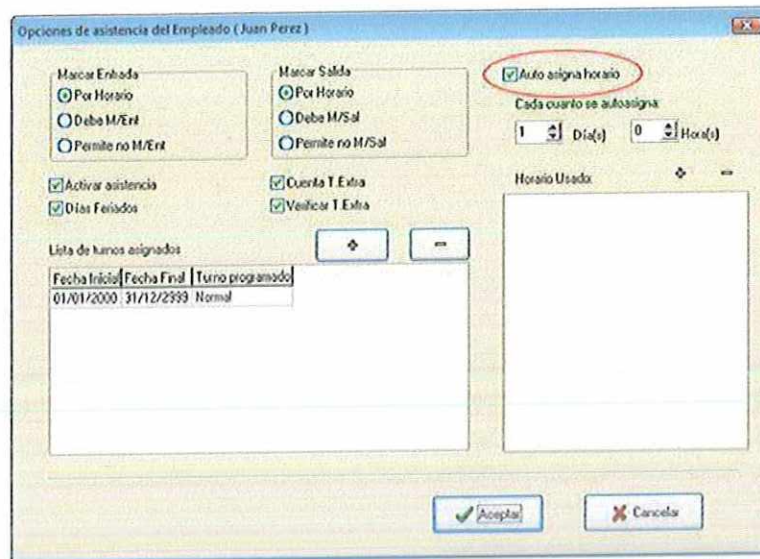 Opciones de asistencia del Empleado ( Juan Perez )
Marcar Entrada
Por Horario
Debe M/Ent
Permite no M/Ent
Marcar Salida
Por Horario
Debe M/Sal
Permite no M/Sal
Auto asigna horario
Cada cuanto se autoasigna:
1 Día(s) 0 Hora(s)
Activar asistencia
Días Feriados
Cuenta T.Extra
Verificar T.Extra
Horario Usado:
Lista de turnos asignados
Fecha Inicial Fecha Final Turno programado
01/01/2000 31/12/2999 Normal
Aceptar
Cancelar